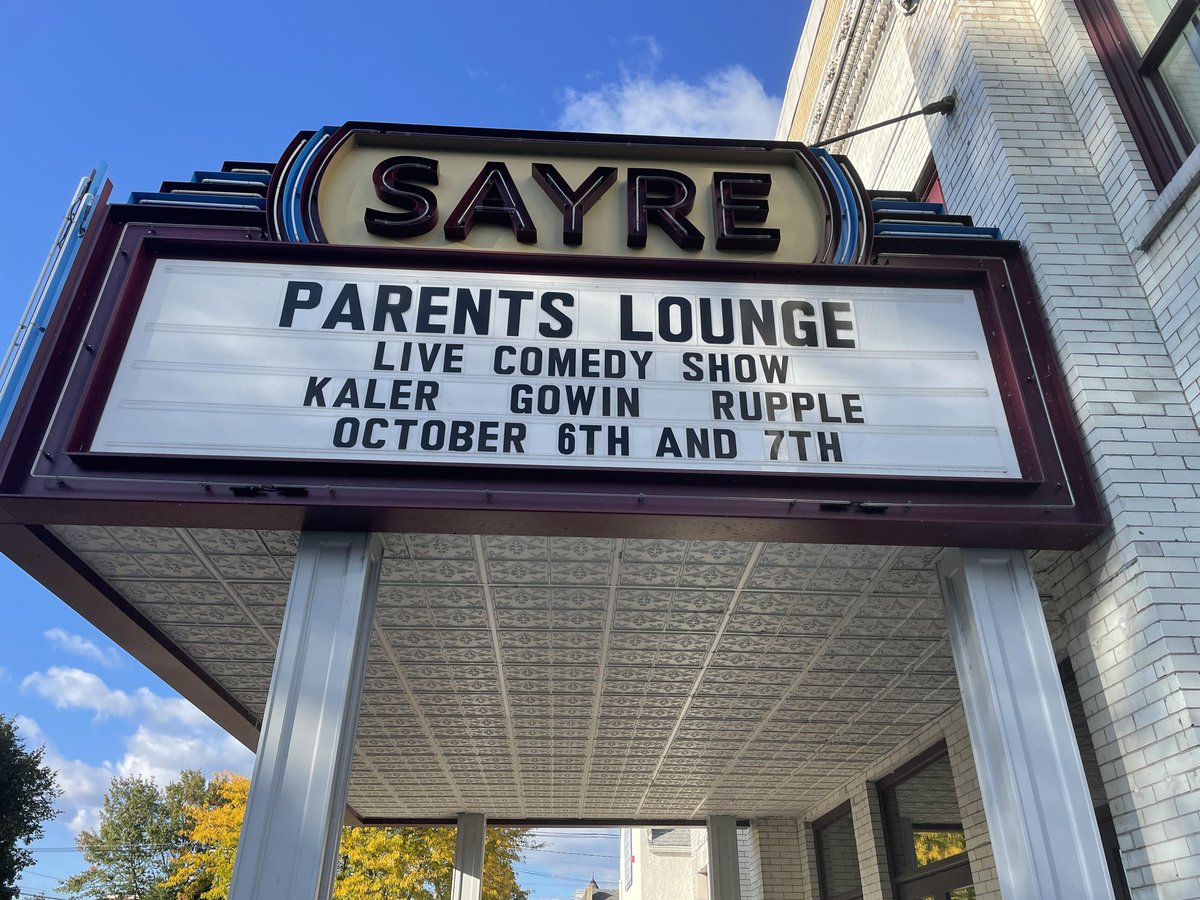 SAYRE
PARENTS LOUNGE
LIVE COMEDY SHOW
KALER GOWIN RUPPLE
OCTOBER 6TH AND 7TH